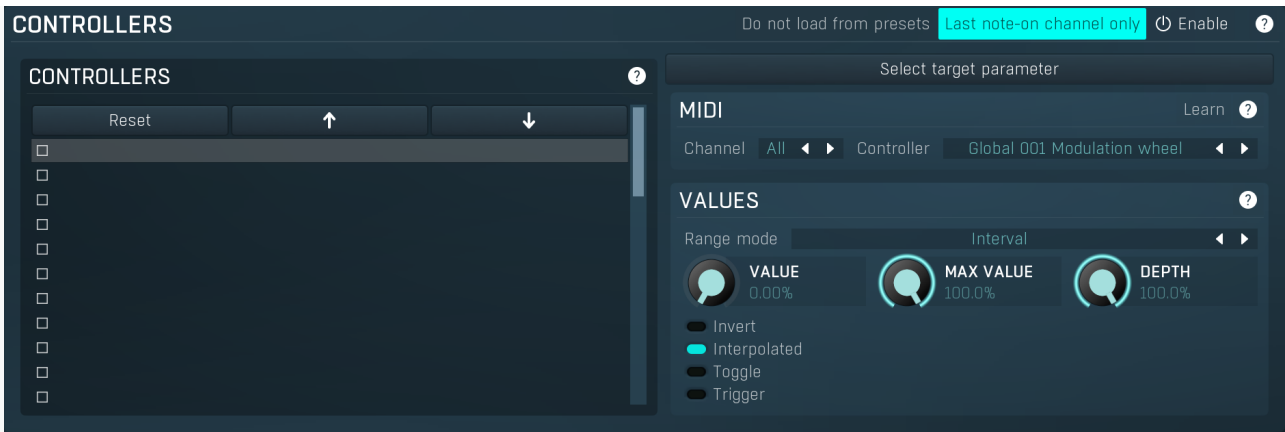 CONTROLLERS
Do not load from presets Last note-on channel only Enable ?
CONTROLLERS ?
Reset ↑ ↓
Select target parameter
MIDI Learn ?
Channel All Controller Global 001 Modulation wheel
VALUES ?
Range mode Interval
VALUE
0.00%
MAX VALUE
100.0%
DEPTH
100.0%
Invert
Interpolated
Toggle
Trigger